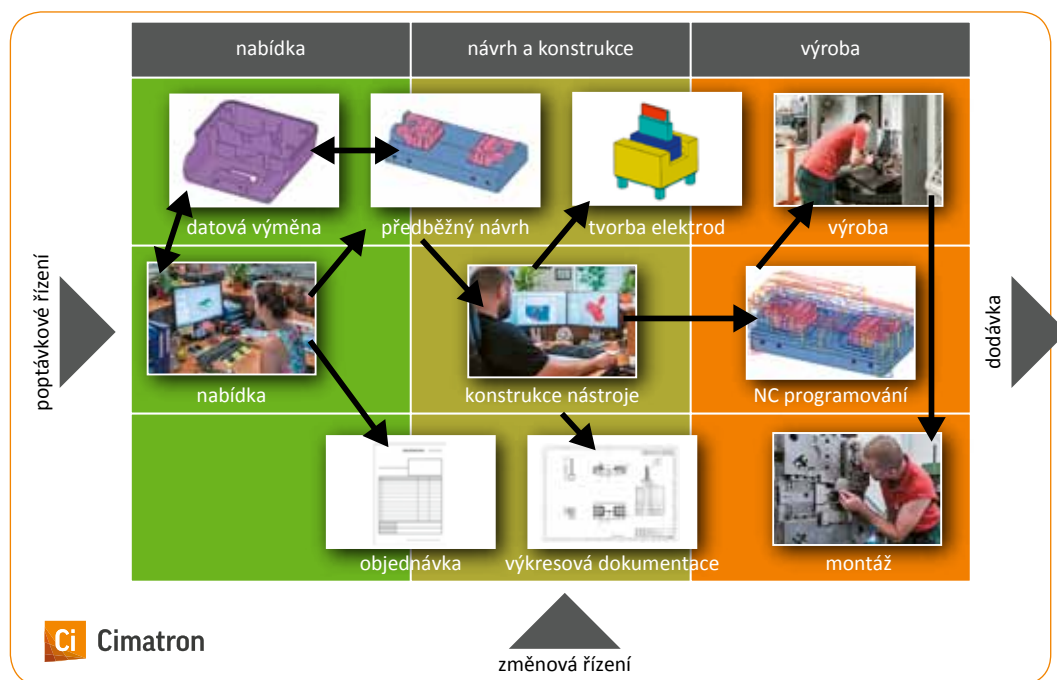 nabídka
návrh a konstrukce
výroba
datová výměna
předběžný návrh
tvorba elektrod
výroba
poptávkové řízení
nabídka
konstrukce nástroje
NC programování
dodávka
objednávka
výkresová dokumentace
montáž
Ci Cimatron
změnová řízení